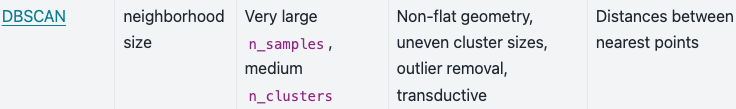 DBSCAN
neighborhood
size
Very large
n_samples,
medium
n_clusters
Non-flat geometry,
uneven cluster sizes,
outlier removal,
transductive
Distances between
nearest points